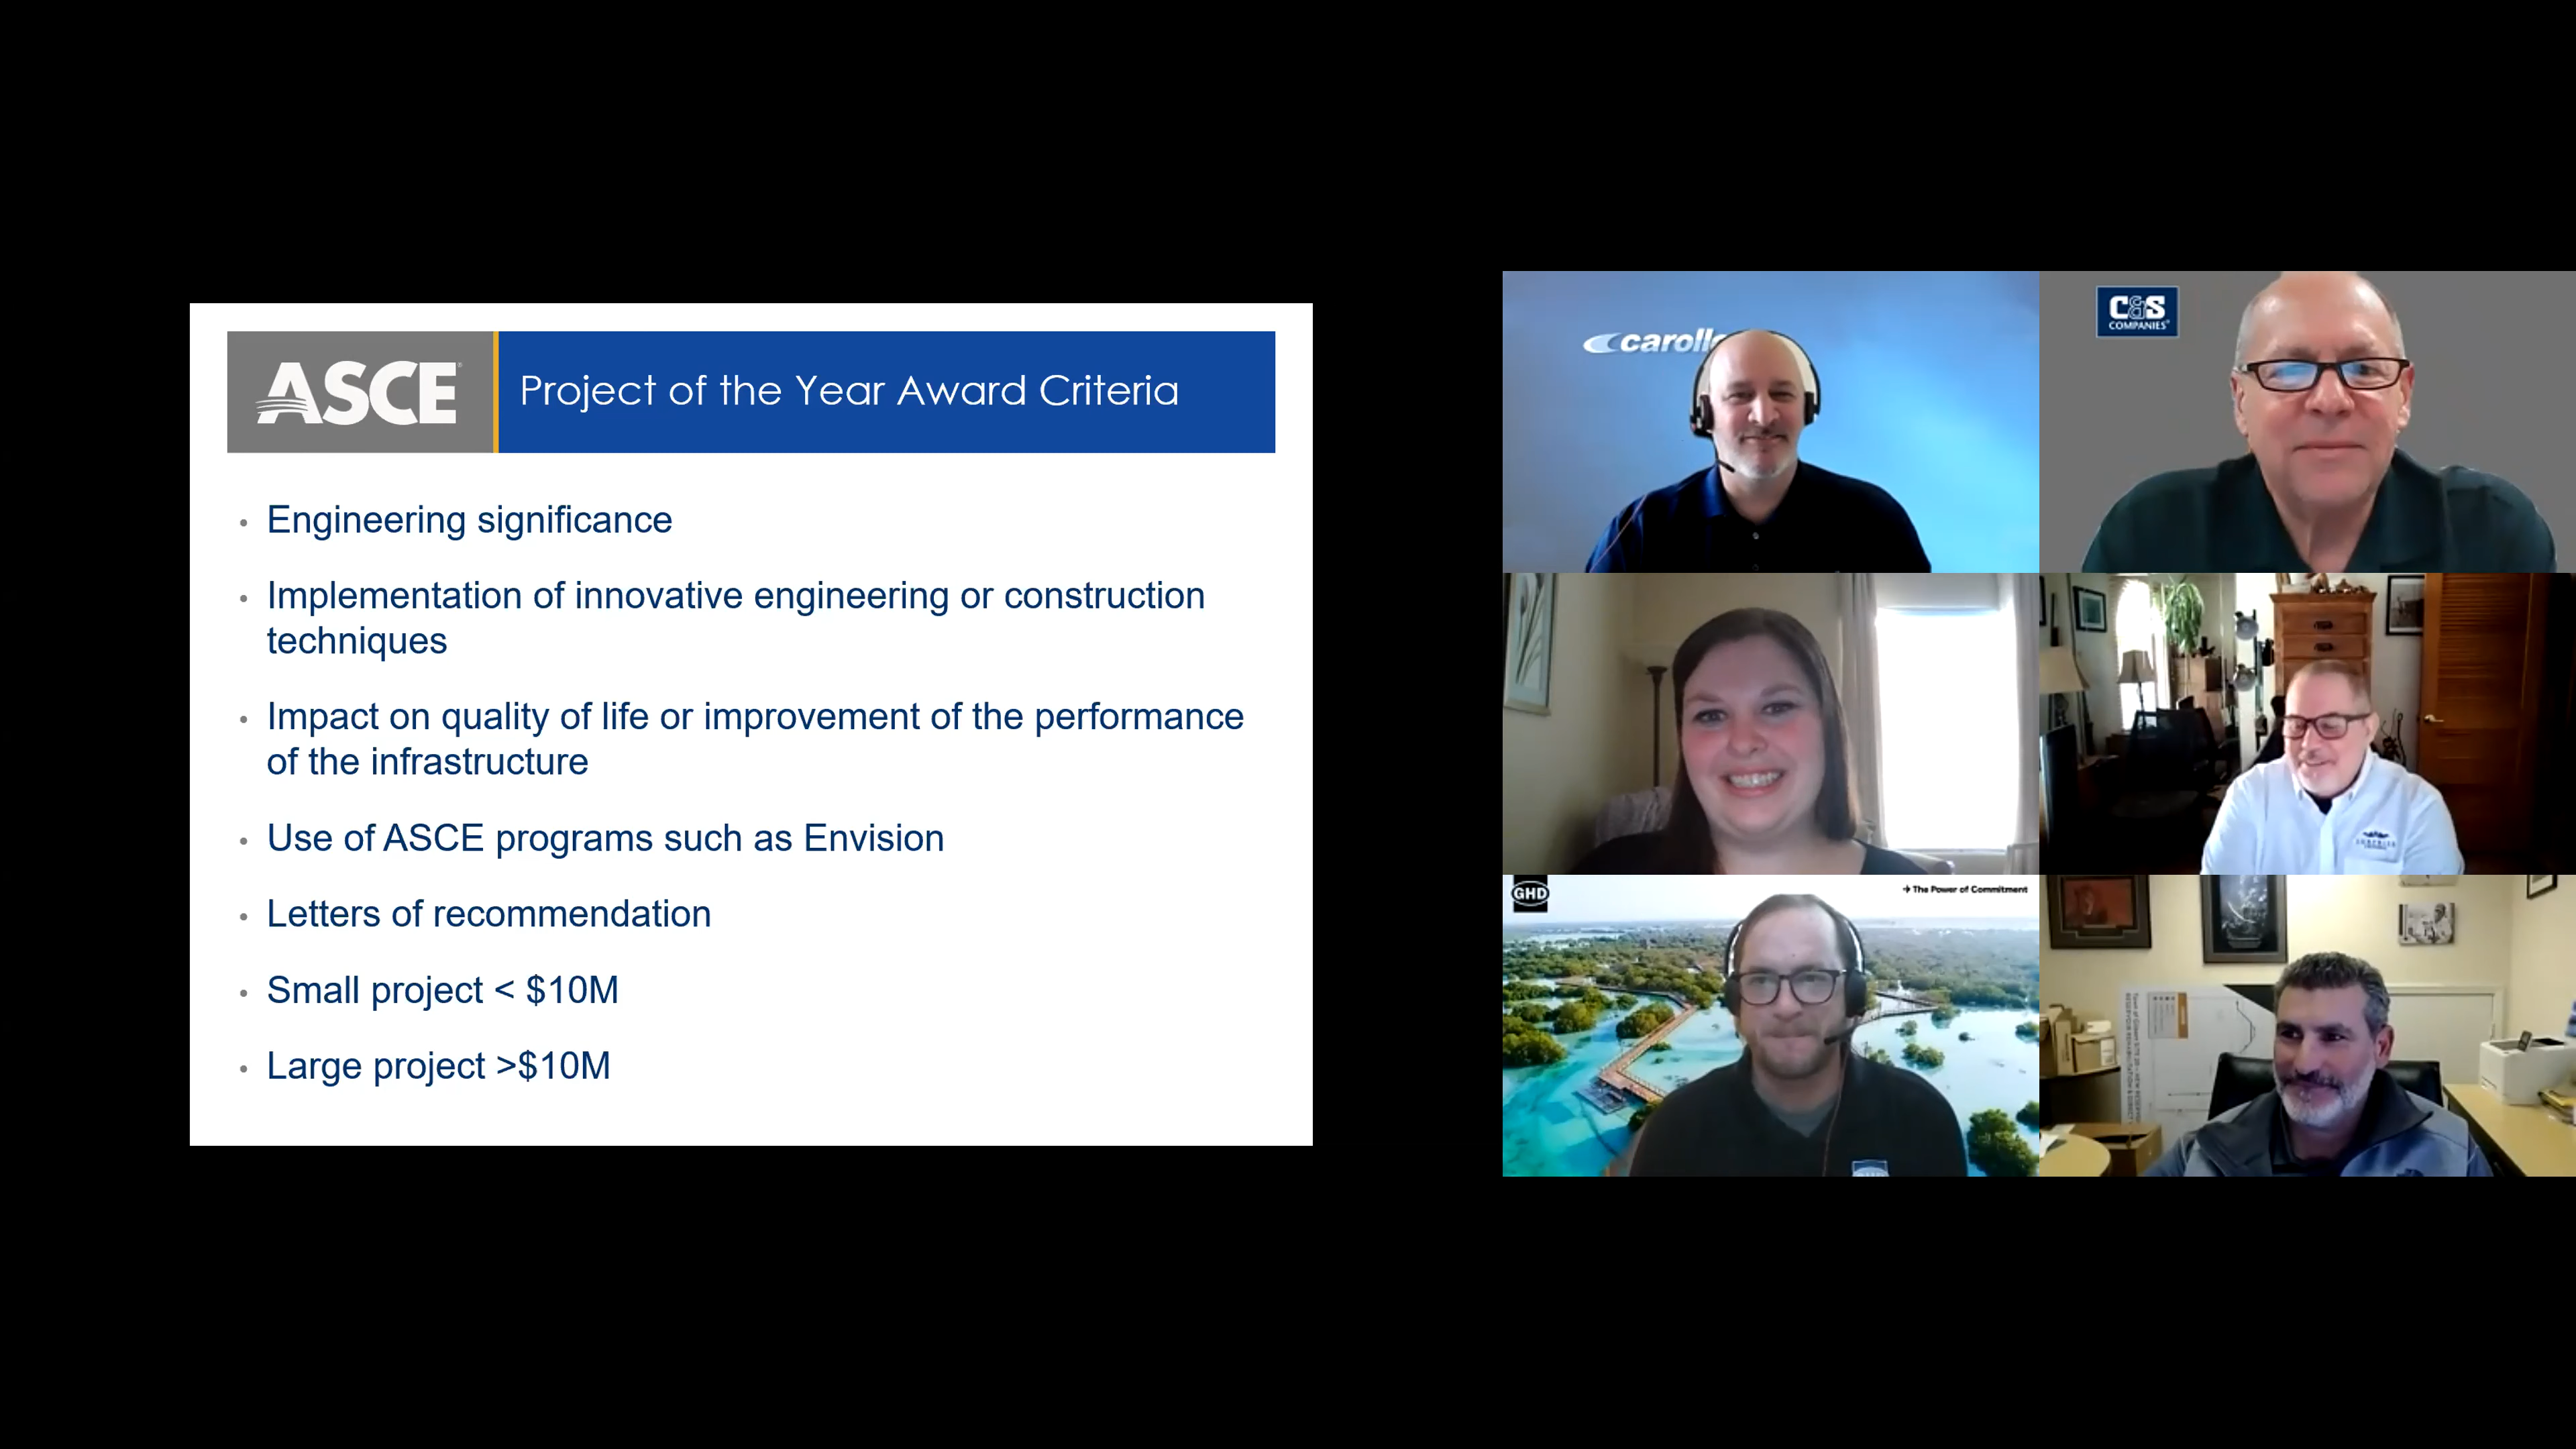 ASCE
Project of the Year Award Criteria
• Engineering significance
• Implementation of innovative engineering or construction
techniques
• Impact on quality of life or improvement of the performance
of the infrastructure
• Use of ASCE programs such as Envision
• Letters of recommendation
• Small project < $10M
• Large project >$10M
carollo
C&S
COMPANIES
GHD
→ The Power of Commitment